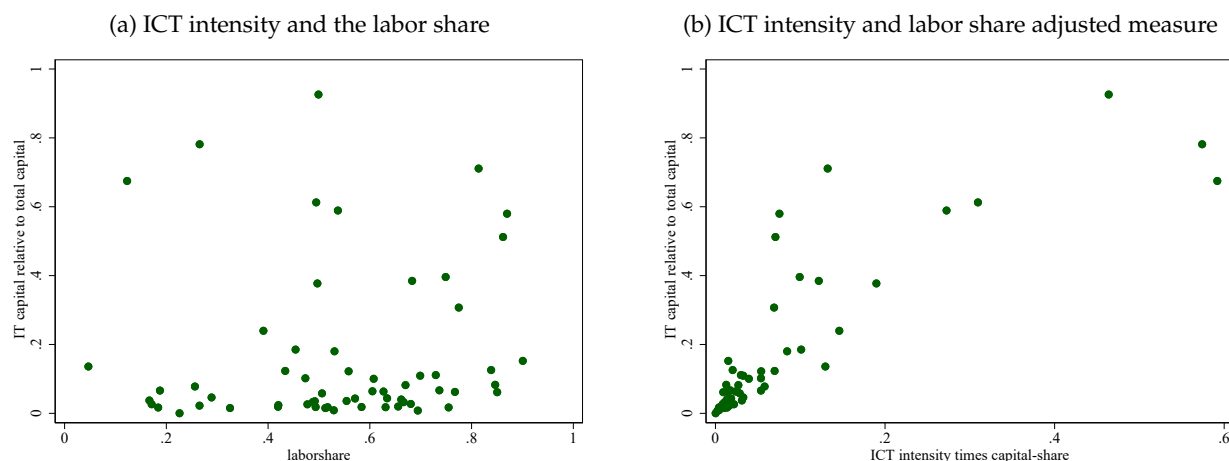 (a) ICT intensity and the labor share
IT capital relative to total capital
1
.8
.6
.4
.2
0
0 .2 .4 .6 .8 1
laborshare
(b) ICT intensity and labor share adjusted measure
IT capital relative to total capital
1
.8
.6
.4
.2
0
0 .2 .4 .6
ICT intensity times capital-share